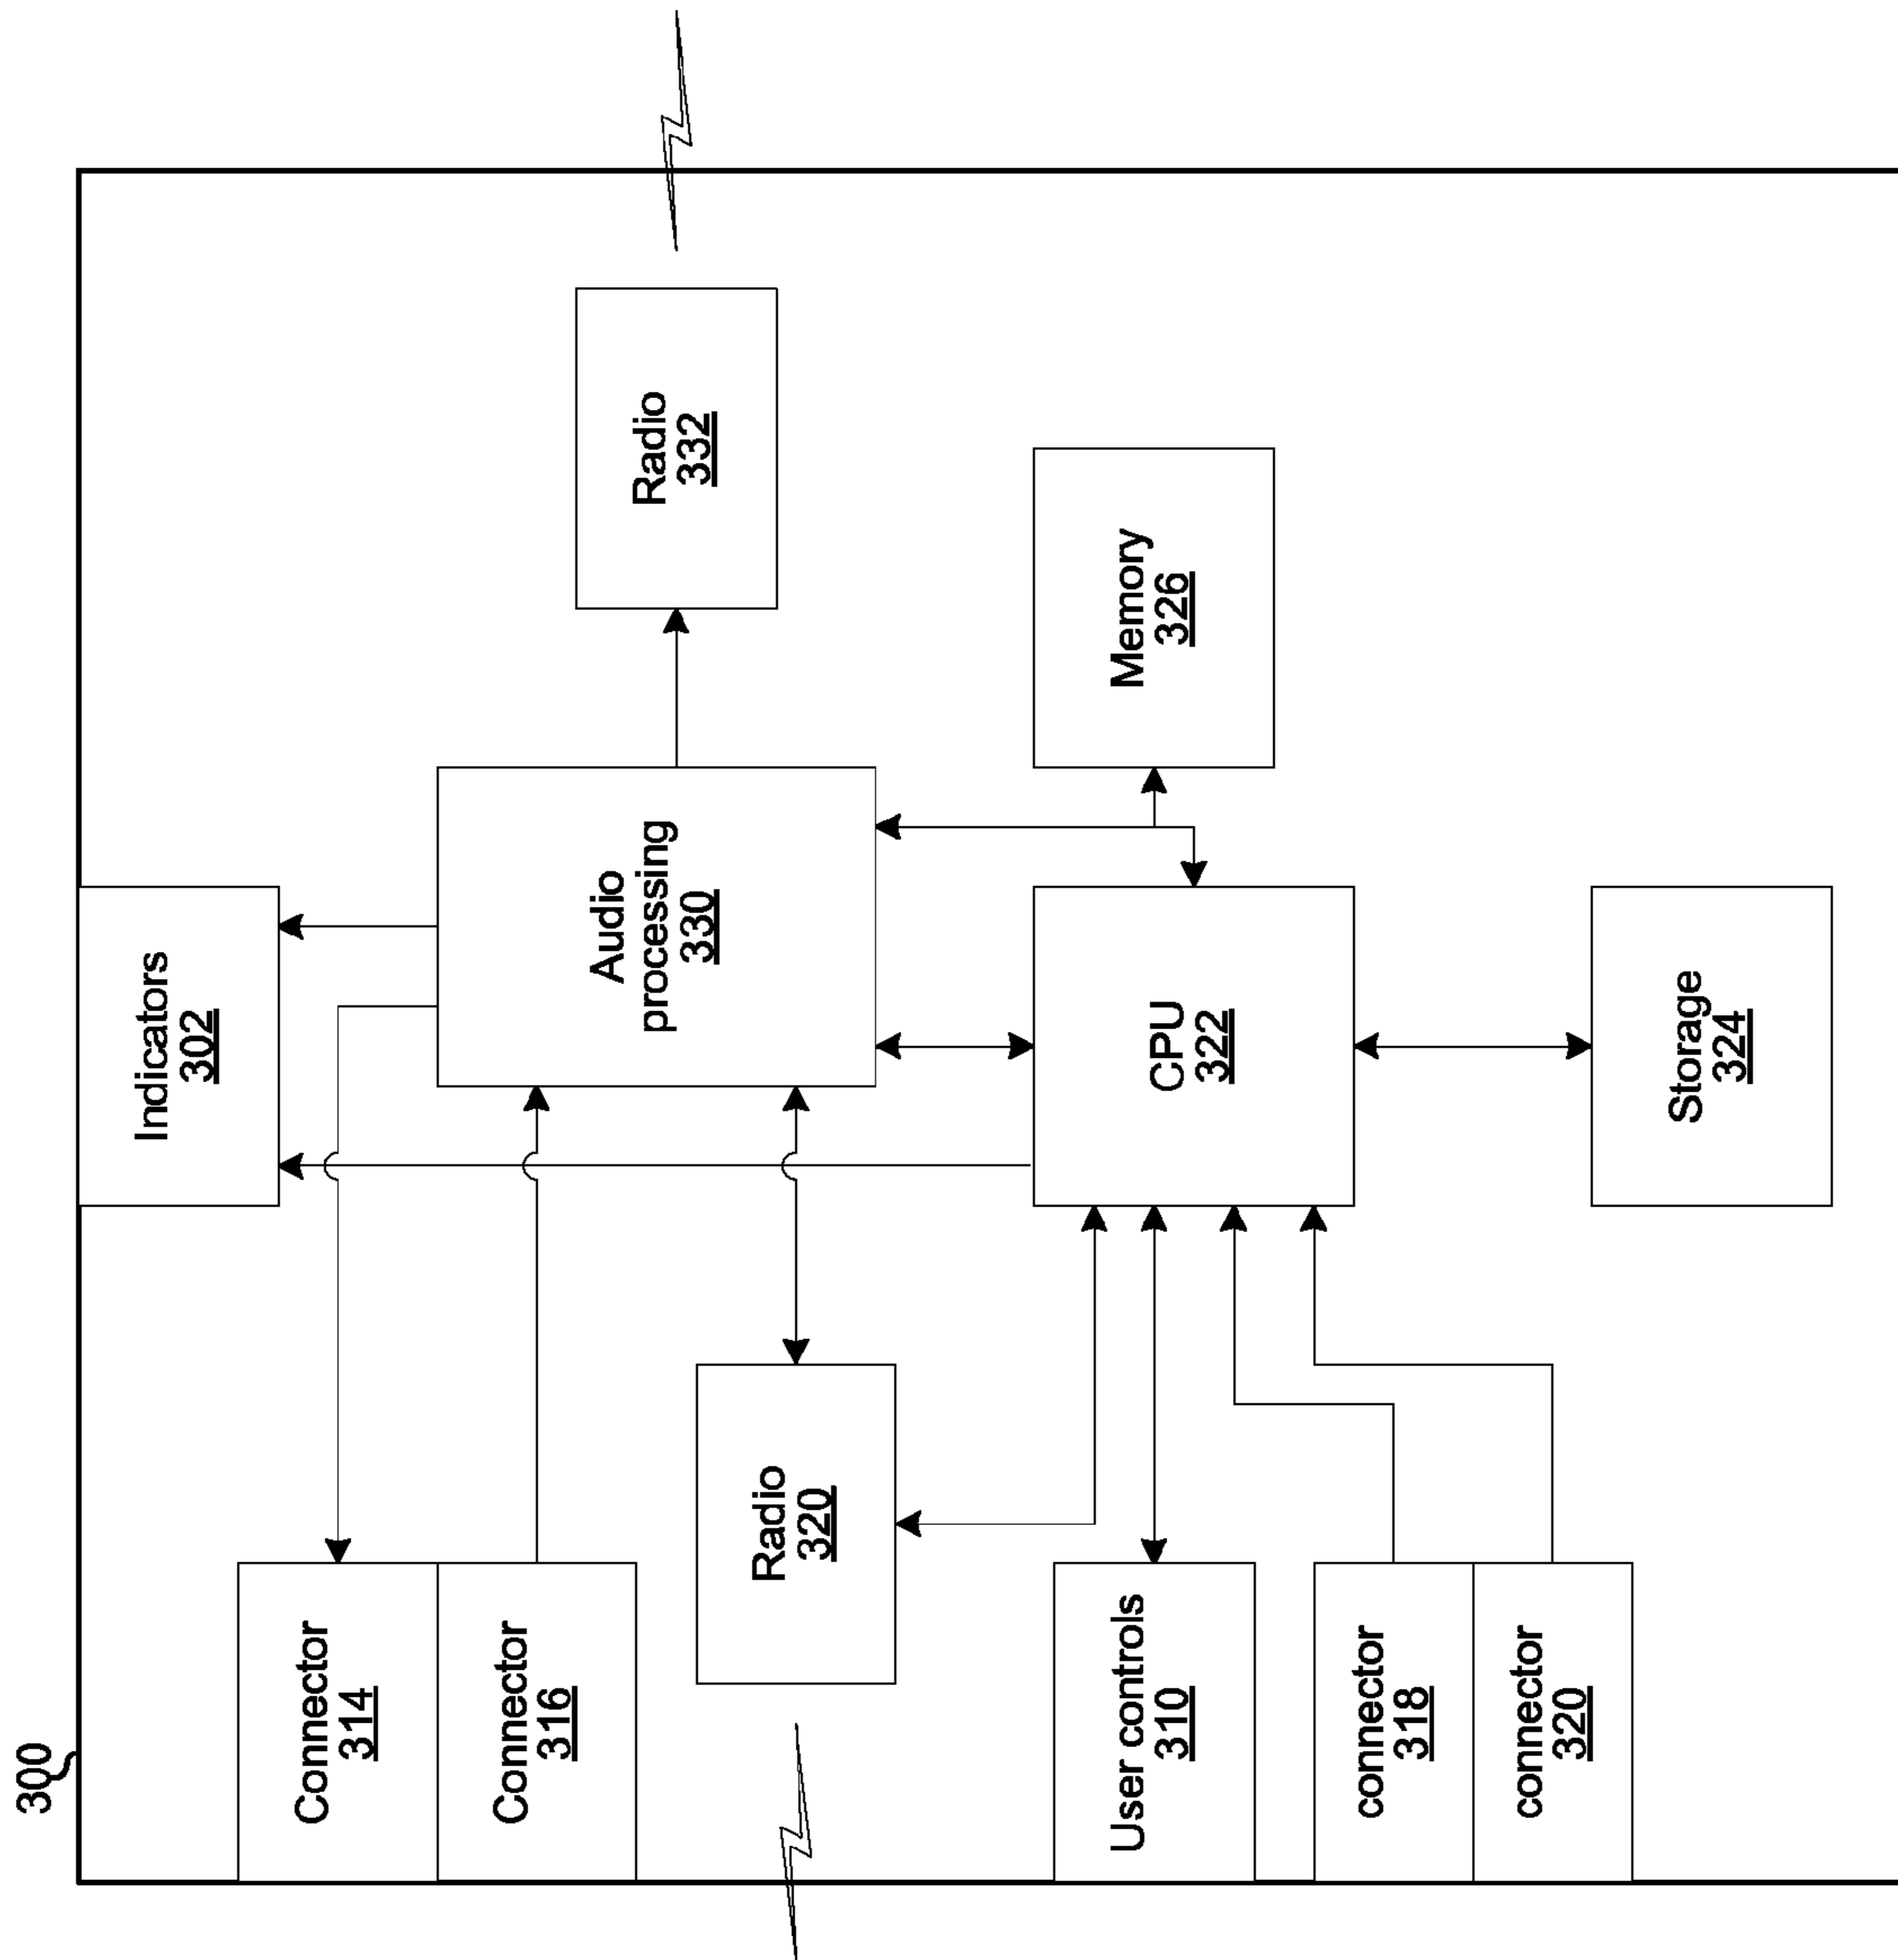 300
Indicators
302
Connector
314
Connector
316
Audio
processing
330
Radio
332
Radio
320
User controls
310
CPU
322
Memory
326
connector
318
connector
320
Storage
324